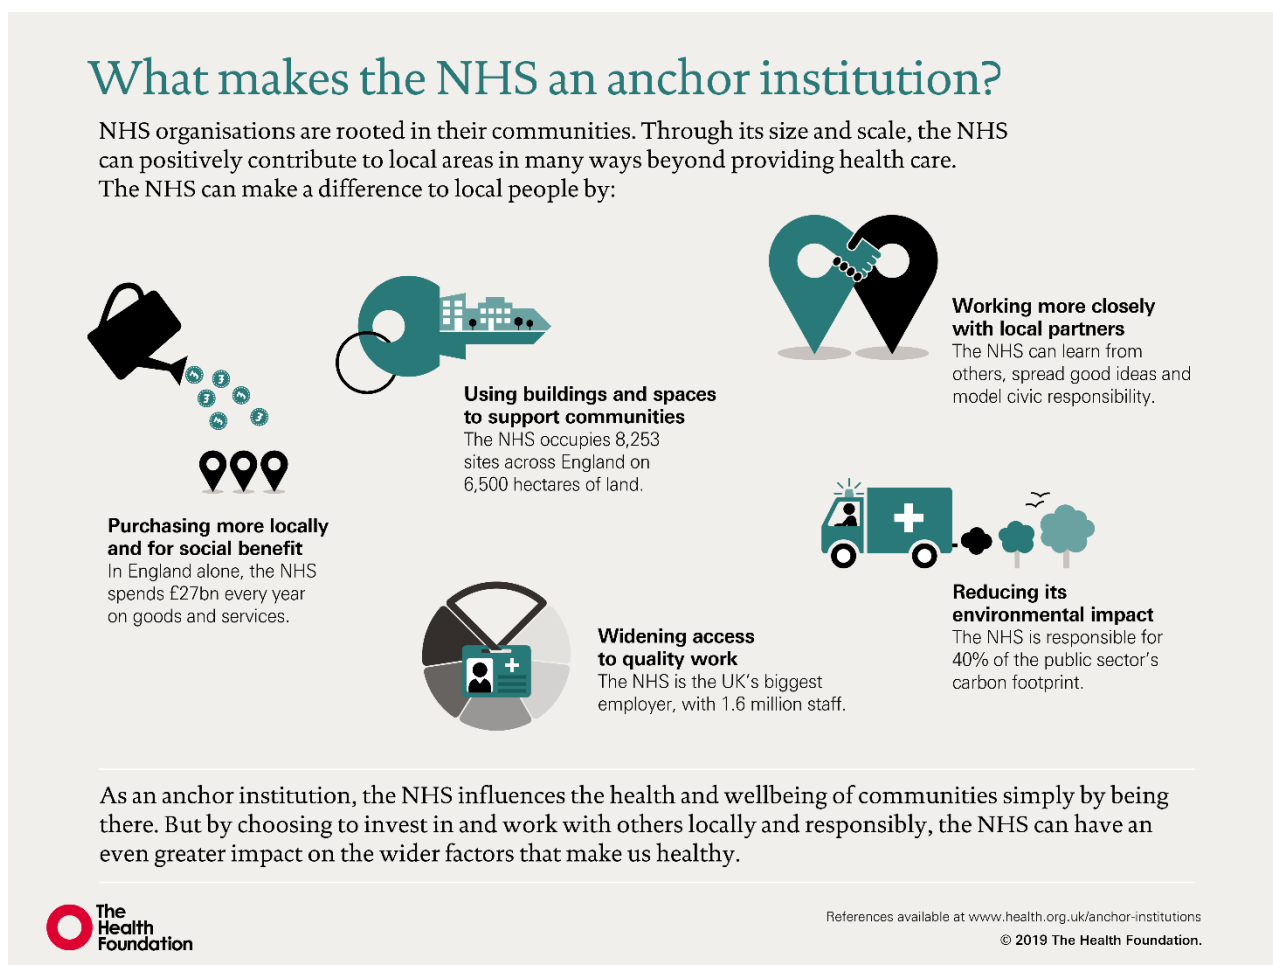 What makes the NHS an anchor institution?
NHS organisations are rooted in their communities. Through its size and scale, the NHS
can positively contribute to local areas in many ways beyond providing health care.
The NHS can make a difference to local people by:
Working more closely
with local partners
The NHS can learn from
others, spread good ideas and
model civic responsibility.
Using buildings and spaces
to support communities
The NHS occupies 8,253
sites across England on
6,500 hectares of land.
Purchasing more locally
and for social benefit
In England alone, the NHS
spends £27bn every year
on goods and services.
Reducing its
environmental impact
The NHS is responsible for
40% of the public sector's
carbon footprint.
Widening access
to quality work
The NHS is the UK's biggest
employer, with 1.6 million staff.
As an anchor institution, the NHS influences the health and wellbeing of communities simply by being
there. But by choosing to invest in and work with others locally and responsibly, the NHS can have an
even greater impact on the wider factors that make us healthy.
The
Health
Foundation
References available at www.health.org.uk/anchor-institutions
© 2019 The Health Foundation.